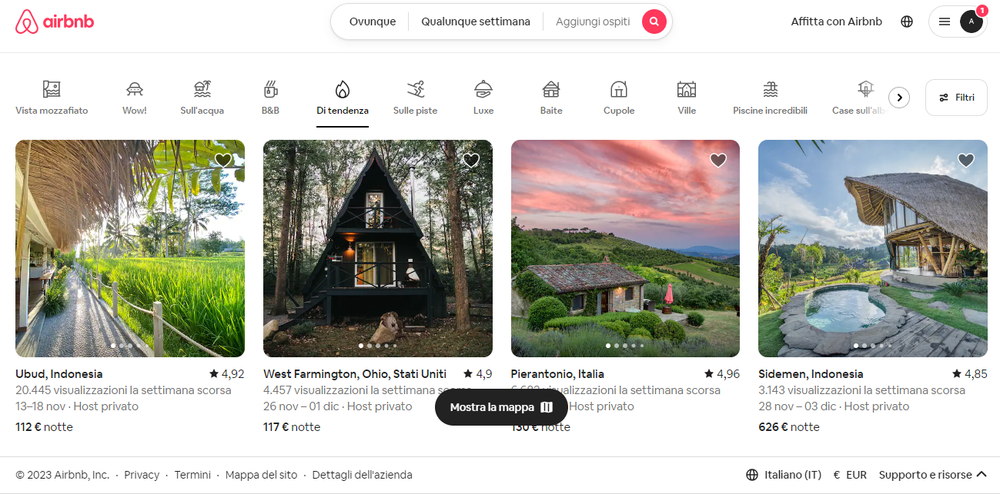 airbnb
Ovunque
Qualunque settimana
Aggiungi ospiti
Affitta con Airbnb
A
1
Vista mozzafiato
Wow!
Sull'acqua
B&B
Di tendenza
Sulle piste
Luxe
Baite
Cupole
Ville
Piscine incredibili
Case sull'alb
Filtri
Ubud, Indonesia
4,92
20.445 visualizzazioni la settimana scorsa
13–18 nov · Host privato
112 € notte
West Farmington, Ohio, Stati Uniti
4,9
4.457 visualizzazioni la settimana scorsa
26 nov – 01 dic · Host privato
117 € notte
Pierantonio, Italia
4,96
visualizzazioni la settimana scorsa
Host privato
130 € notte
Sidemen, Indonesia
4,85
3.143 visualizzazioni la settimana scorsa
28 nov – 03 dic · Host privato
626 € notte
Mostra la mappa
© 2023 Airbnb, Inc. · Privacy · Termini · Mappa del sito · Dettagli dell'azienda
Italiano (IT)
€ EUR
Supporto e risorse